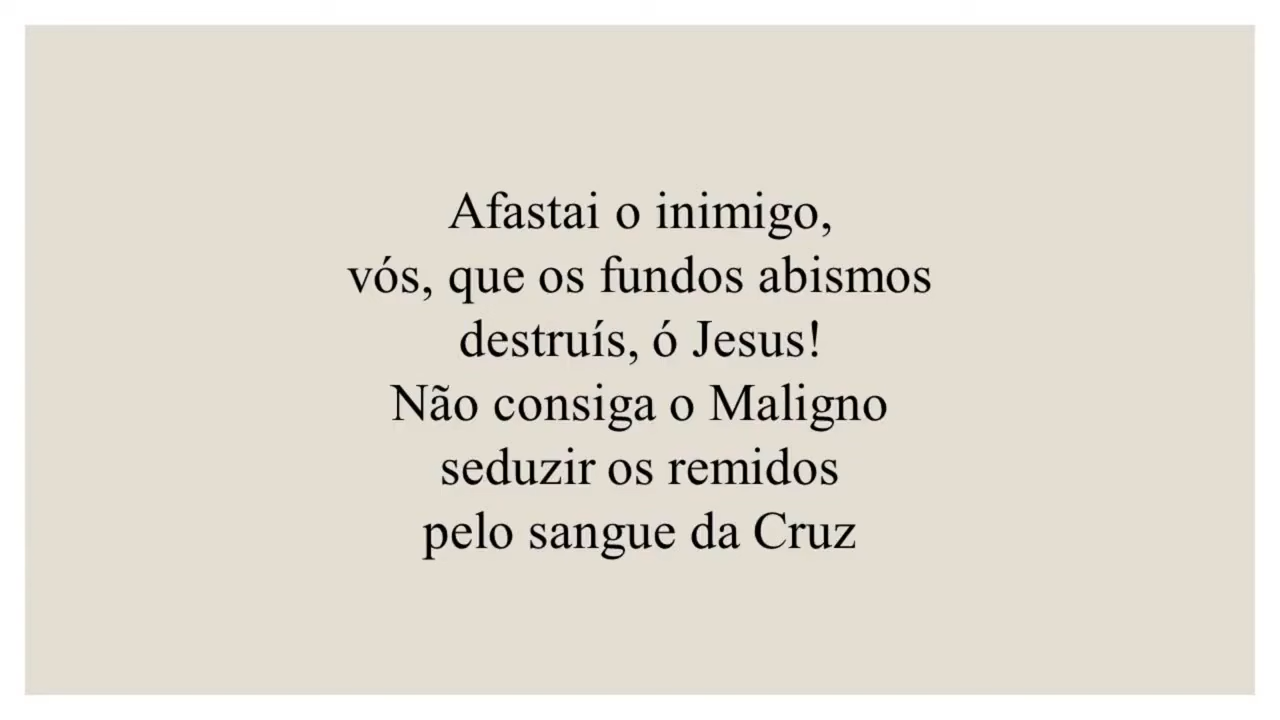 Afastai o inimigo,
vós, que os fundos abismos
destruís, ó Jesus!
Não consiga o Maligno
seduzir os remidos
pelo sangue da Cruz